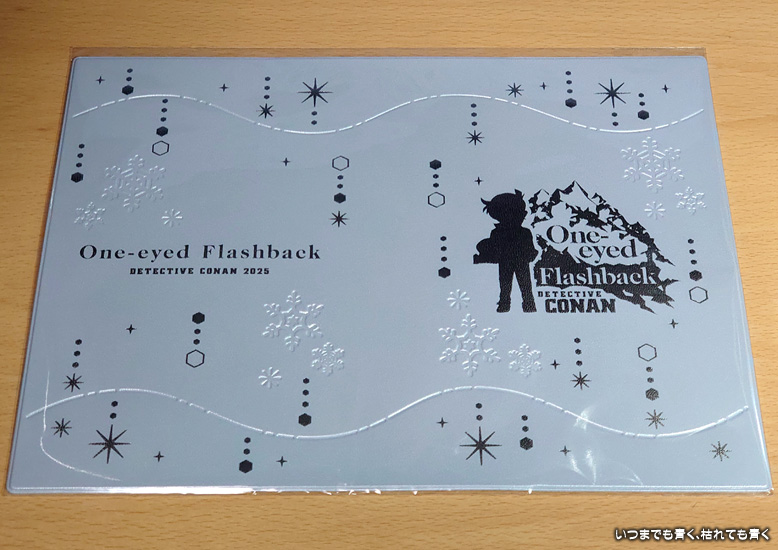 One-eyed Flashback
DETECTIVE CONAN 2025
One-
eyed
Flashback
DETECTIVE
CONAN
いつまでも青く、枯れても青く